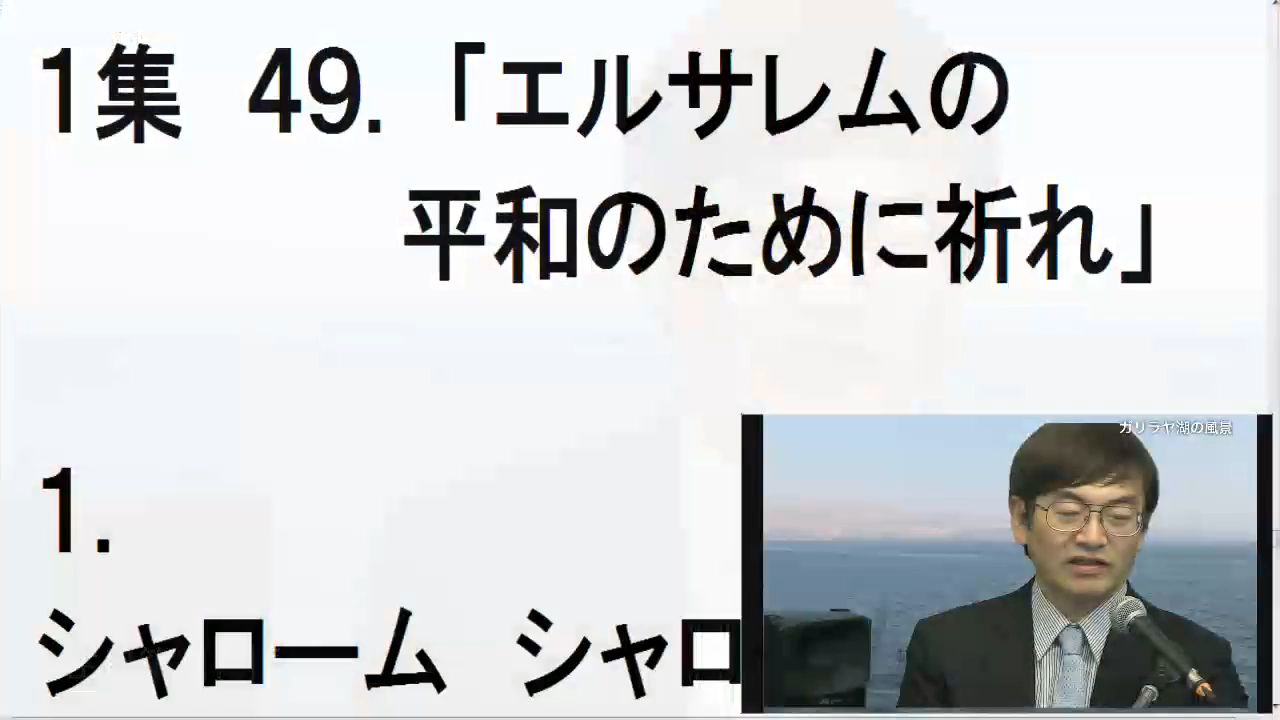 1集 49.「エルサレムの
平和のために祈れ」
1.
シャローム シャロ
ガリラヤ湖の風景